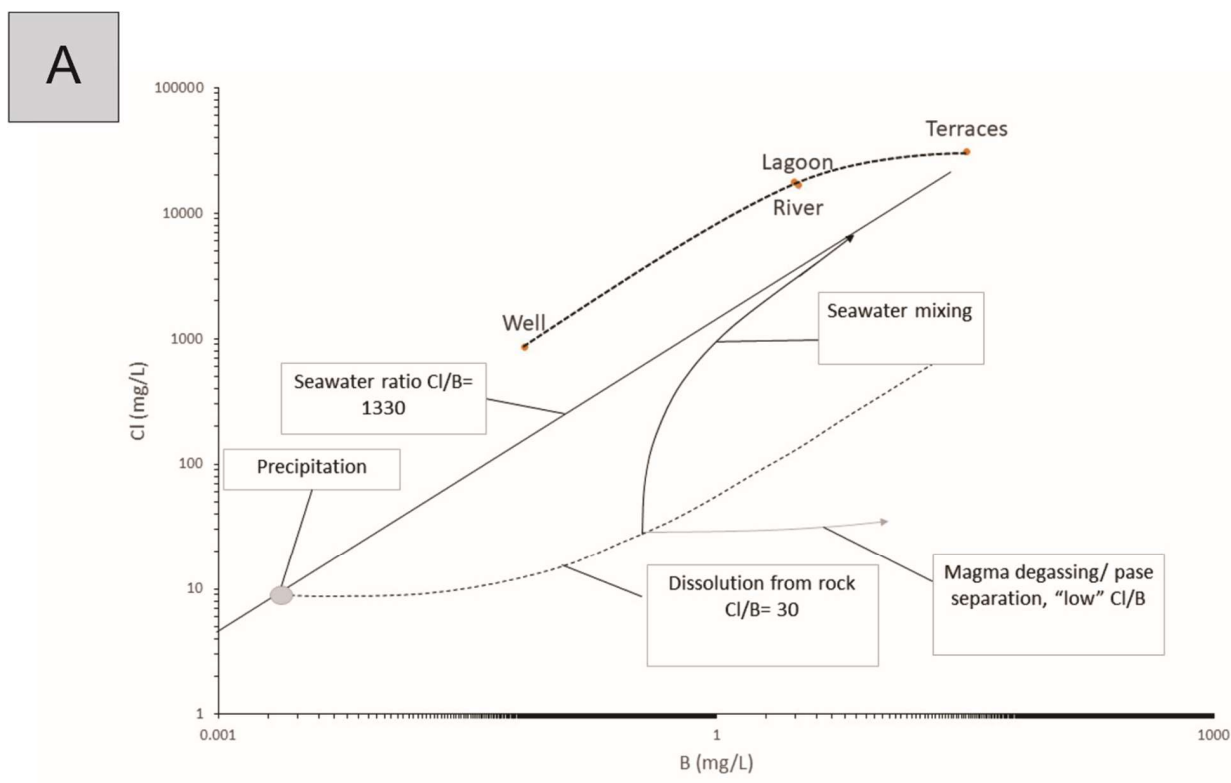 A
100000
Terraces
Lagoon
River
10000
Seawater mixing
Well
1000
Seawater ratio Cl/B=
1330
Cl (mg/L)
Precipitation
100
Magma degassing/ pase
separation, "low" Cl/B
Dissolution from rock
Cl/B= 30
10
1
0.001
1
1000
B (mg/L)